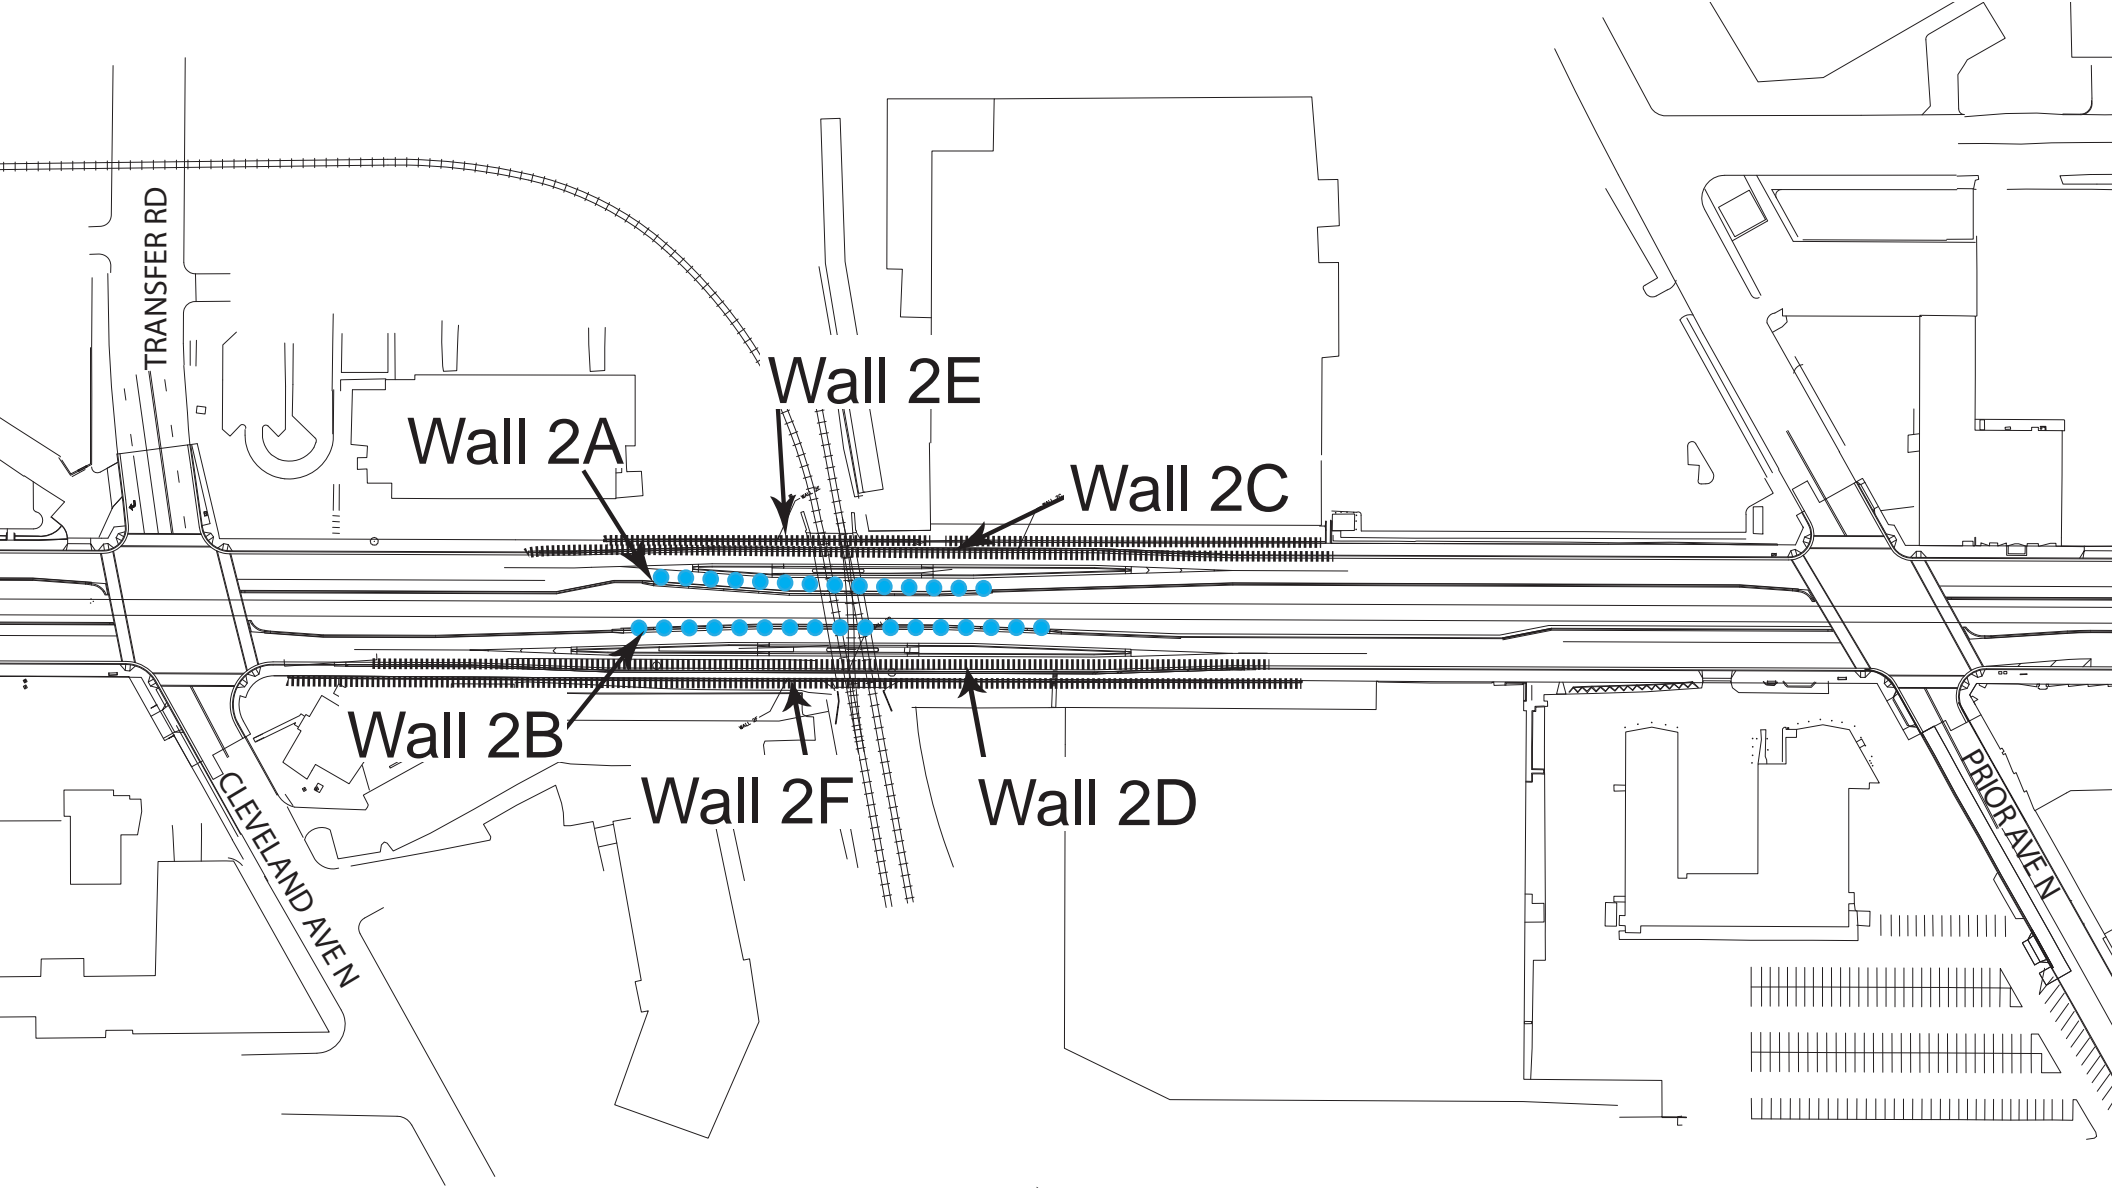 TRANSFER RD
Wall 2E
Wall 2A
Wall 2C
Wall 2B
Wall 2F
Wall 2D
CLEVELAND AVE N
PRIOR AVE N